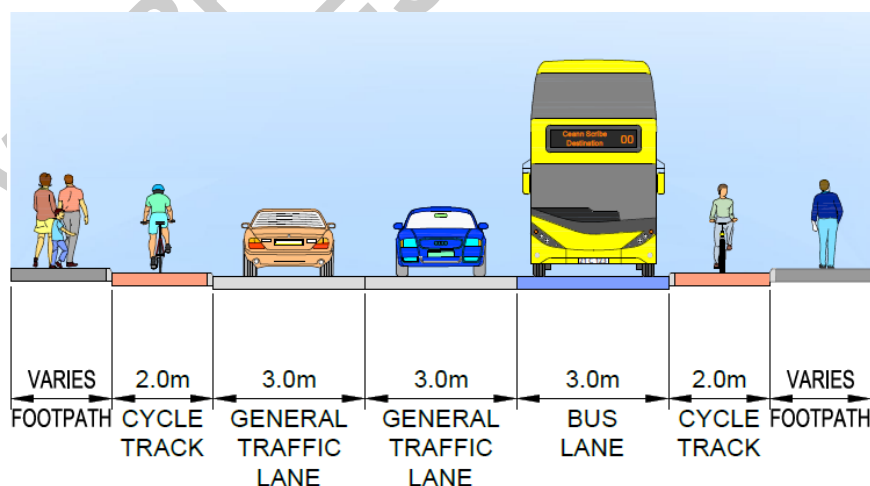 Ceann Scribe
Destination
00
VARIES
2.0m
3.0m
3.0m
3.0m
2.0m
VARIES
FOOTPATH
CYCLE
TRACK
GENERAL
TRAFFIC
LANE
GENERAL
TRAFFIC
LANE
BUS
LANE
CYCLE
TRACK
FOOTPATH